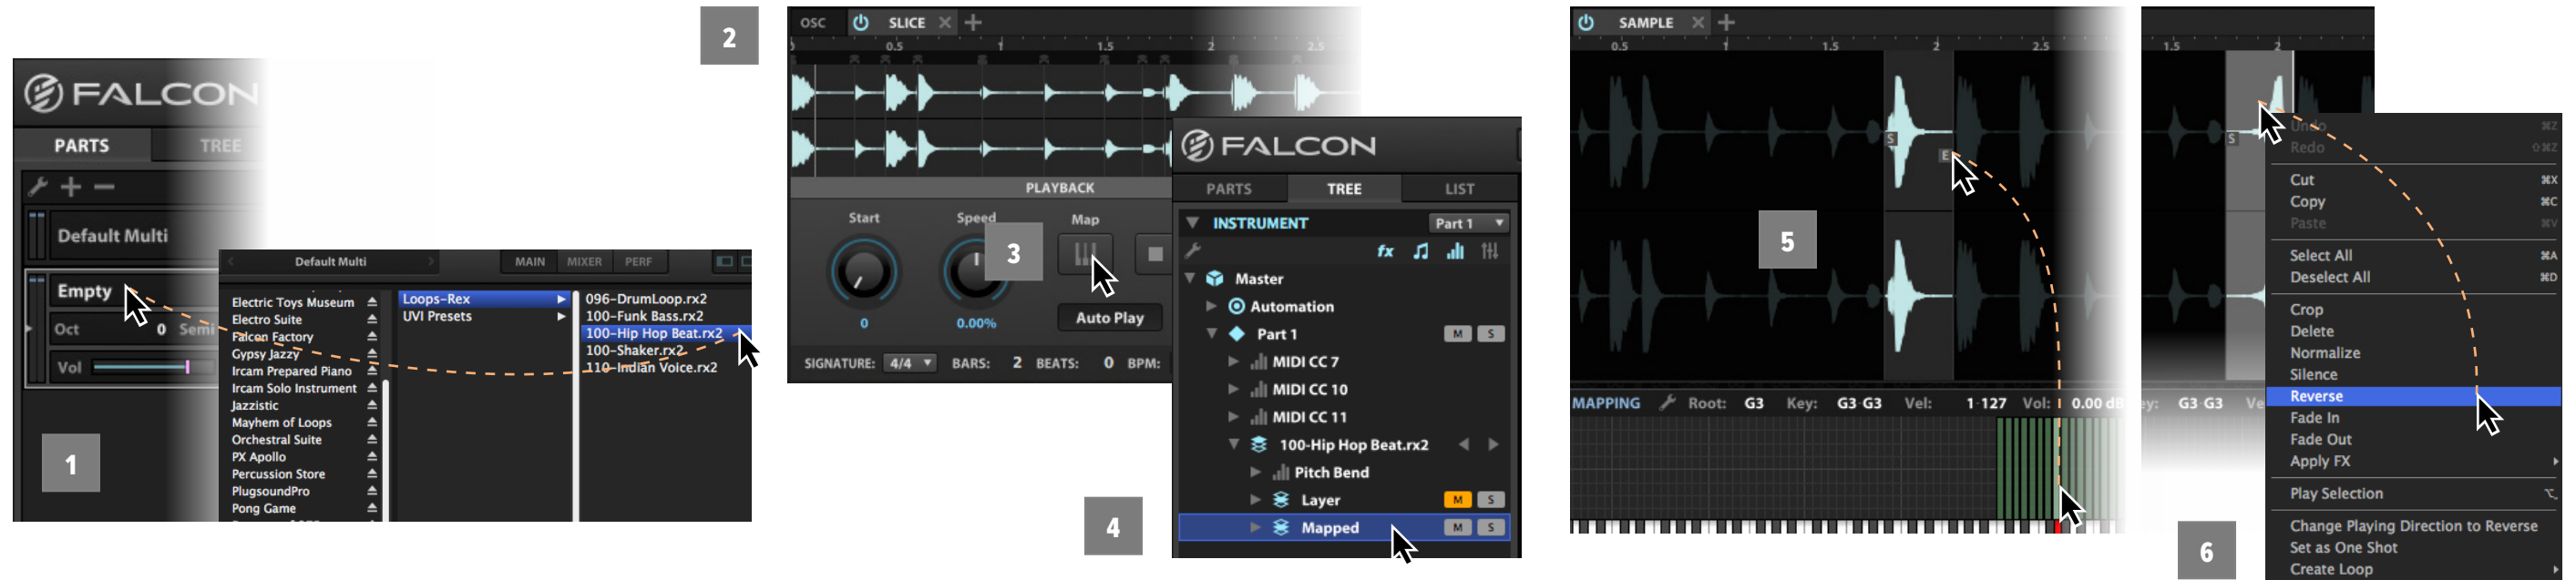 1
FALCON
PARTS TREE
Default Multi
Empty
Oct 0 Semi
Vol
Default Multi MAIN MIXER PERF
Electric Toys Museum
Electro Suite
Falcon Factory
Gypsy Jazzy
Ircam Prepared Piano
Ircam Solo Instrument
Jazzistic
Mayhem of Loops
Orchestral Suite
PX Apollo
Percussion Store
PlugsoundPro
Pong Game
Loops-Rex
UVI Presets
096-DrumLoop.rx2
100-Funk Bass.rx2
100-Hip Hop Beat.rx2
100-Shaker.rx2
110-Indian Voice.rx2
2
OSC SLICE
0.5 1 1.5 2 2.5
PLAYBACK
Start Speed Map
3
0 0.00% Auto Play
SIGNATURE: 4/4 BARS: 2 BEATS: 0 BPM:
4
FALCON
PARTS TREE LIST
INSTRUMENT Part 1
fx
Master
Automation
Part 1 M S
MIDI CC 7
MIDI CC 10
MIDI CC 11
100-Hip Hop Beat.rx2
Pitch Bend
Layer M S
Mapped M S
SAMPLE
0.5 1 1.5 2 2.5
S
E
5
MAPPING Root: G3 Key: G3 G3 Vel: 1 127 Vol: 0.00 dB
1.5 2
S
ey: G3 G3 Ve
6
Undo ⌘Z
Redo ⇧⌘Z
Cut ⌘X
Copy ⌘C
Paste ⌘V
Select All ⌘A
Deselect All ⌘D
Crop
Delete
Normalize
Silence
Reverse
Fade In
Fade Out
Apply FX
Play Selection
Change Playing Direction to Reverse
Set as One Shot
Create Loop